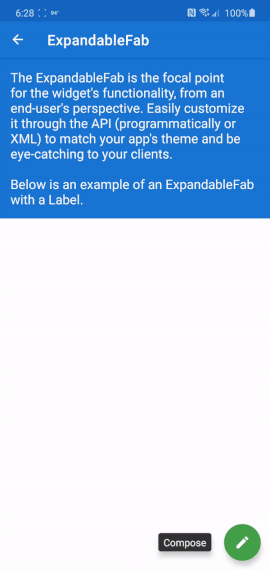 6:28 94° 100%
ExpandableFab
The ExpandableFab is the focal point
for the widget's functionality, from an
end-user's perspective. Easily customize
it through the API (programmatically or
XML) to match your app's theme and be
eye-catching to your clients.
Below is an example of an ExpandableFab
with a Label.
Compose